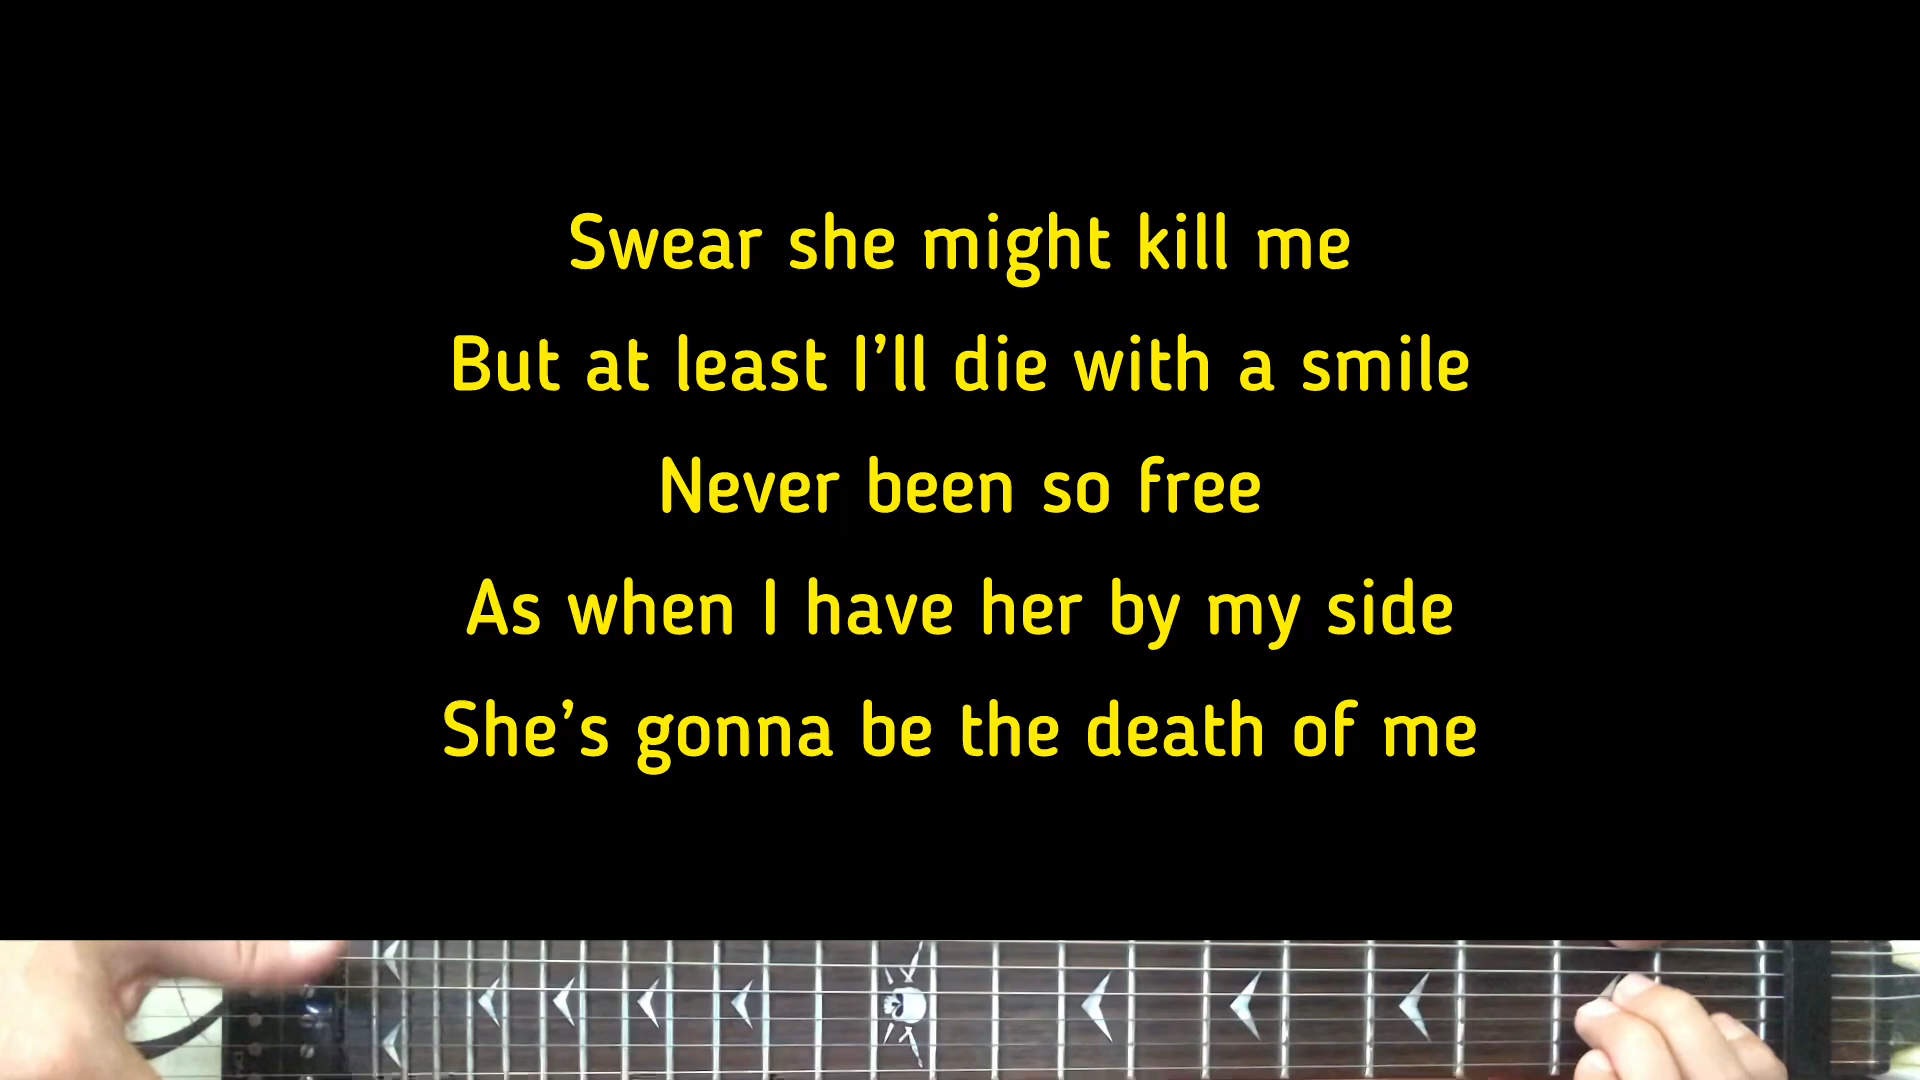 Swear she might kill me
But at least I’ll die with a smile
Never been so free
As when I have her by my side
She’s gonna be the death of me